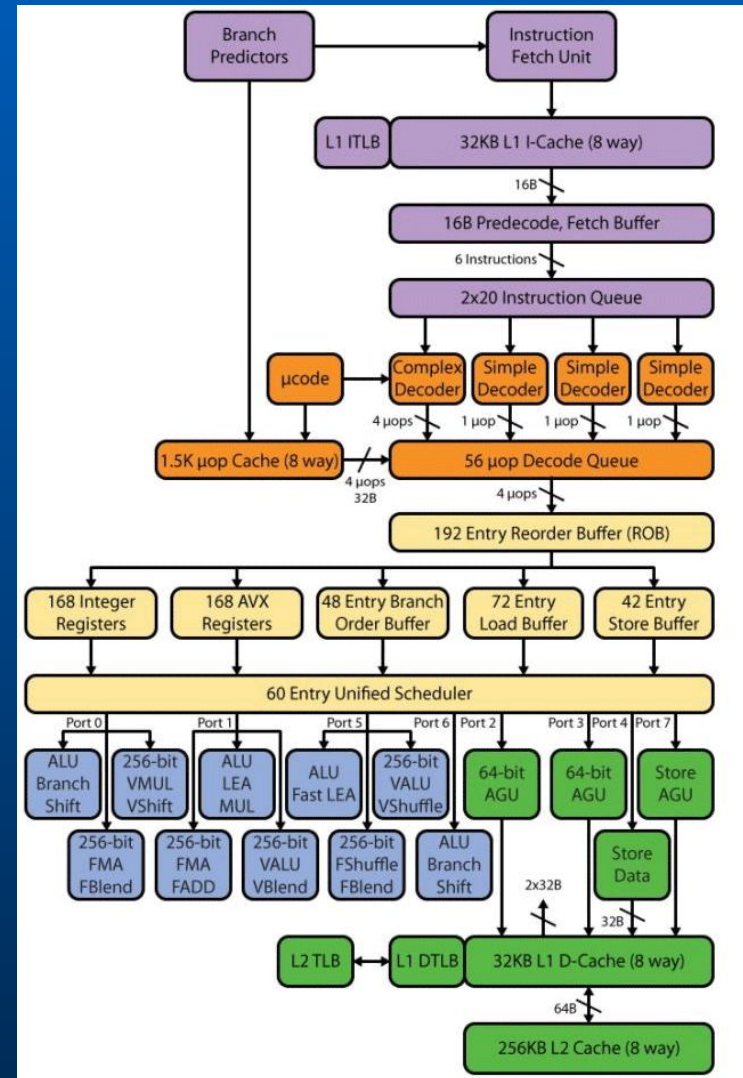 Branch
Predictors
Instruction
Fetch Unit
L1 ITLB
32KB L1 I-Cache (8 way)
16B
16B Predecode, Fetch Buffer
6 Instructions
2x20 Instruction Queue
µcode
Complex
Decoder
Simple
Decoder
Simple
Decoder
Simple
Decoder
4 µops
1 µop
1 µop
1 µop
1.5K µop Cache (8 way)
4 µops
32B
56 µop Decode Queue
4 µops
192 Entry Reorder Buffer (ROB)
168 Integer
Registers
168 AVX
Registers
48 Entry Branch
Order Buffer
72 Entry
Load Buffer
42 Entry
Store Buffer
60 Entry Unified Scheduler
Port 0
Port 1
Port 5
Port 6
Port 2
Port 3
Port 4
Port 7
ALU
Branch
Shift
256-bit
VMUL
VShift
ALU
LEA
MUL
ALU
Fast LEA
256-bit
VALU
VShuffle
64-bit
AGU
64-bit
AGU
Store
AGU
256-bit
FMA
FBlend
256-bit
FMA
FADD
256-bit
VALU
VBlend
256-bit
FShuffle
FBlend
ALU
Branch
Shift
Store
Data
2x32B
32B
L2 TLB
L1 DTLB
32KB L1 D-Cache (8 way)
64B
256KB L2 Cache (8 way)